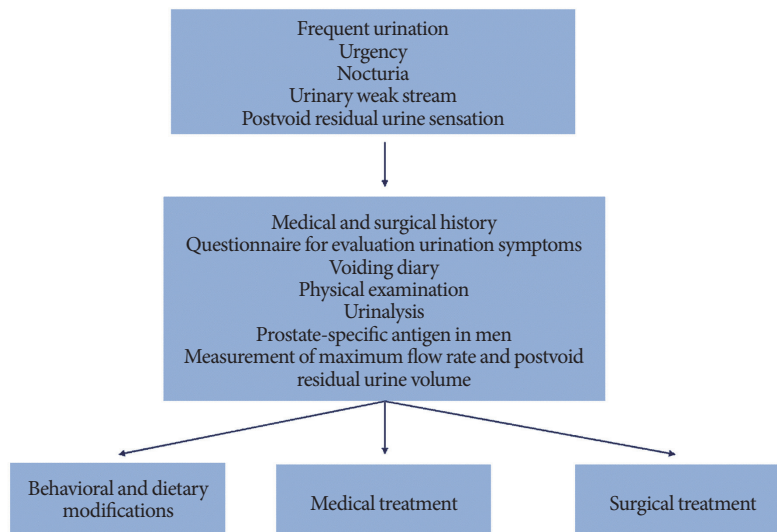 Frequent urination
Urgency
Nocturia
Urinary weak stream
Postvoid residual urine sensation
Medical and surgical history
Questionnaire for evaluation urination symptoms
Voiding diary
Physical examination
Urinalysis
Prostate-specific antigen in men
Measurement of maximum flow rate and postvoid
residual urine volume
Behavioral and dietary
modifications
Medical treatment
Surgical treatment